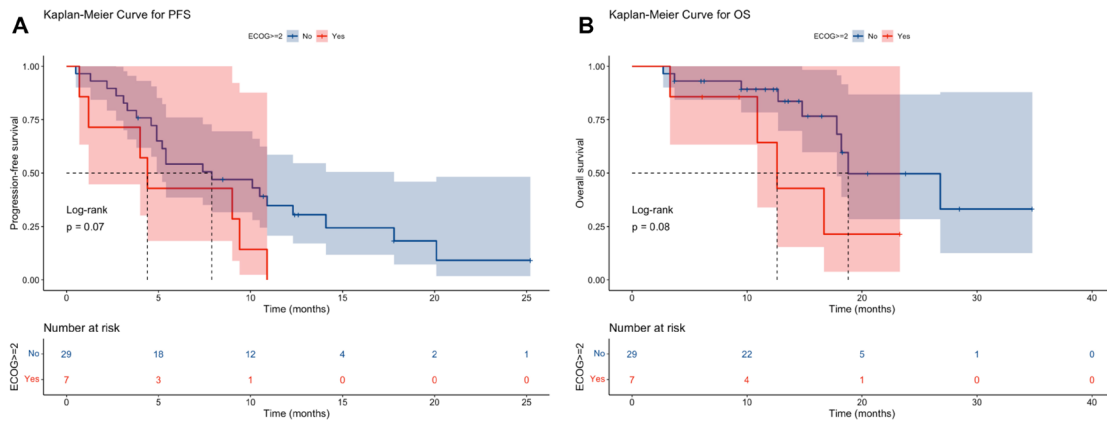 A
Kaplan-Meier Curve for PFS
ECOG>=2 No Yes
Progression-free survival
1.00
0.75
0.50
0.25
0.00
Log-rank
p = 0.07
0 5 10 15 20 25
Time (months)
Number at risk
ECOG>=2
No 29 18 12 4 2 1
Yes 7 3 1 0 0 0
0 5 10 15 20 25
Time (months)
B
Kaplan-Meier Curve for OS
ECOG>=2 No Yes
Overall survival
1.00
0.75
0.50
0.25
0.00
Log-rank
p = 0.08
0 10 20 30 40
Time (months)
Number at risk
ECOG>=2
No 29 22 5 1 0
Yes 7 4 1 0 0
0 10 20 30 40
Time (months)